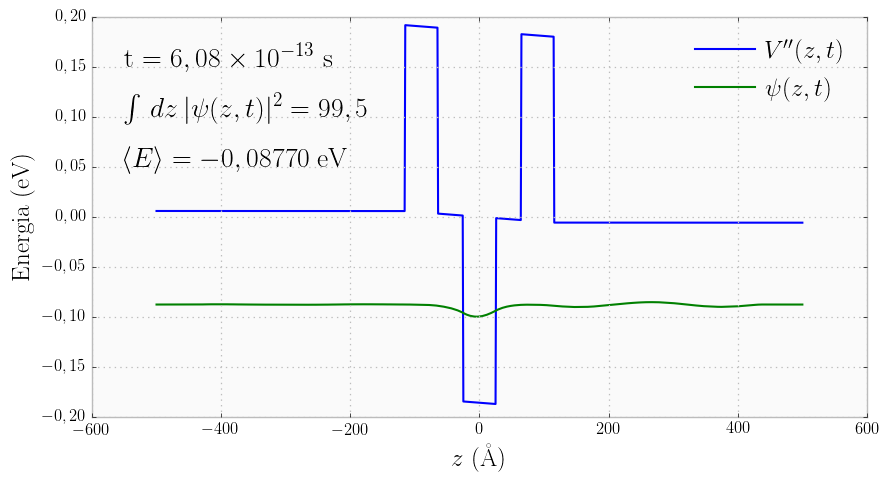 0,20
0,15
0,10
0,05
0,00
−0,05
−0,10
−0,15
−0,20
Energia (eV)
t = 6,08 × 10⁻¹³ s
∫ dz |ψ(z, t)|² = 99,5
⟨E⟩ = −0,08770 eV
V″(z, t)
ψ(z, t)
−600 −400 −200 0 200 400 600
z (Å)